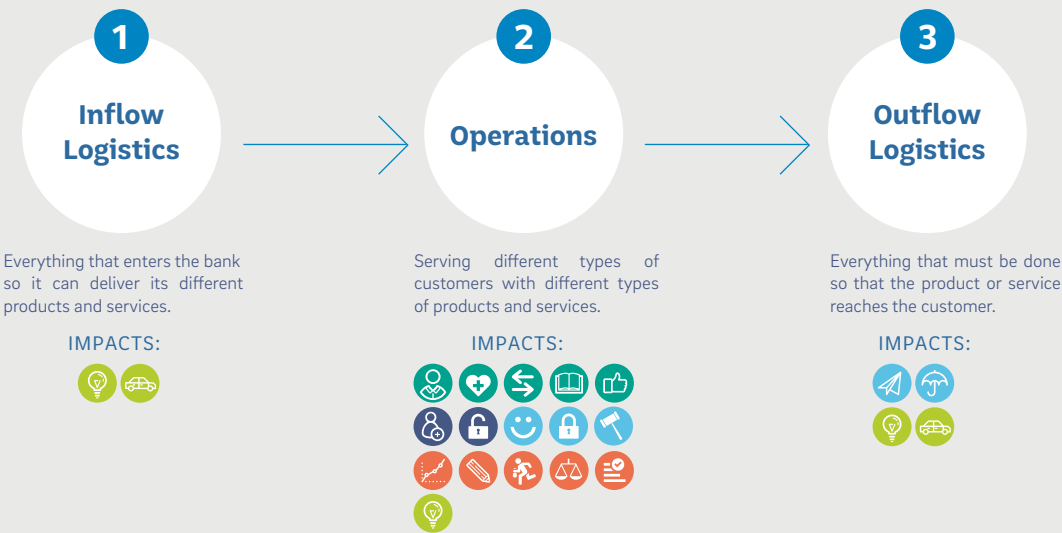 1
Inflow
Logistics
Everything that enters the bank
so it can deliver its different
products and services.
IMPACTS:
2
Operations
Serving different types of
customers with different types
of products and services.
IMPACTS:
3
Outflow
Logistics
Everything that must be done
so that the product or service
reaches the customer.
IMPACTS: